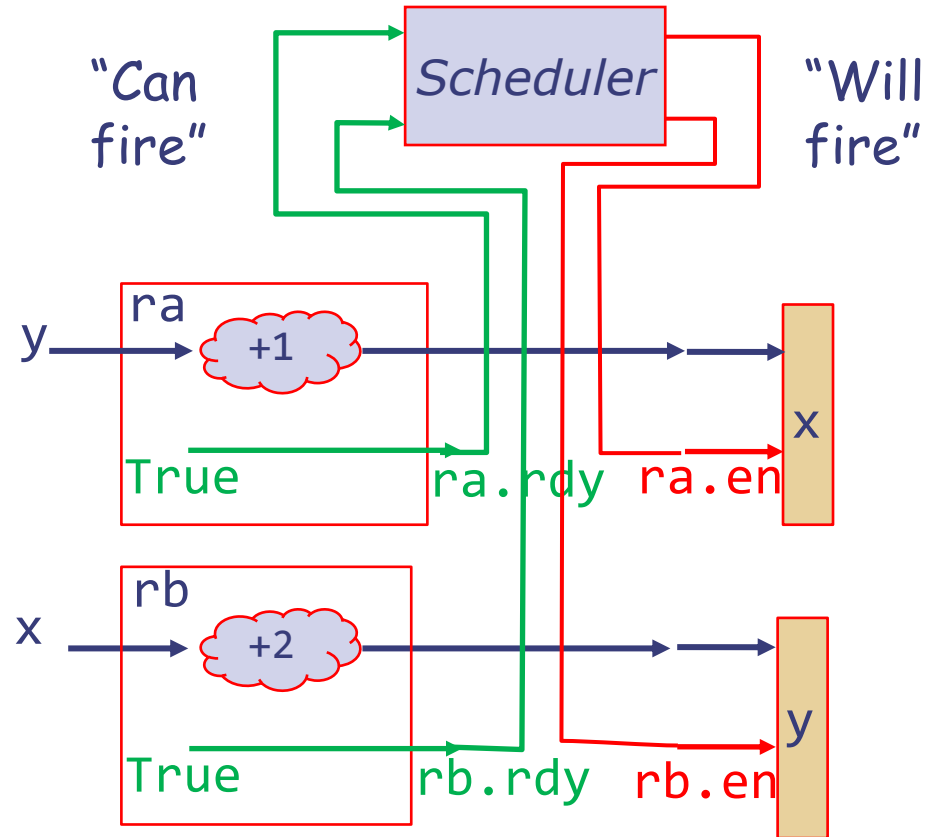 “Can
fire”
Scheduler
“Will
fire”
ra
y
+1
x
True
ra.rdy
ra.en
rb
x
+2
y
True
rb.rdy
rb.en